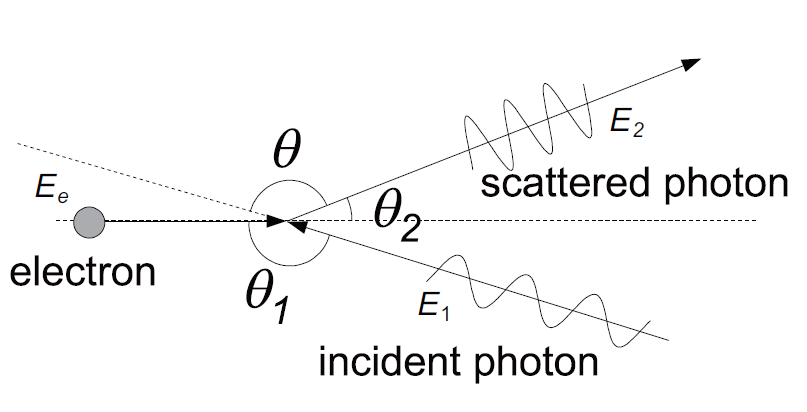 θ
E₂
scattered photon
Eₑ
θ₂
electron
θ₁
E₁
incident photon